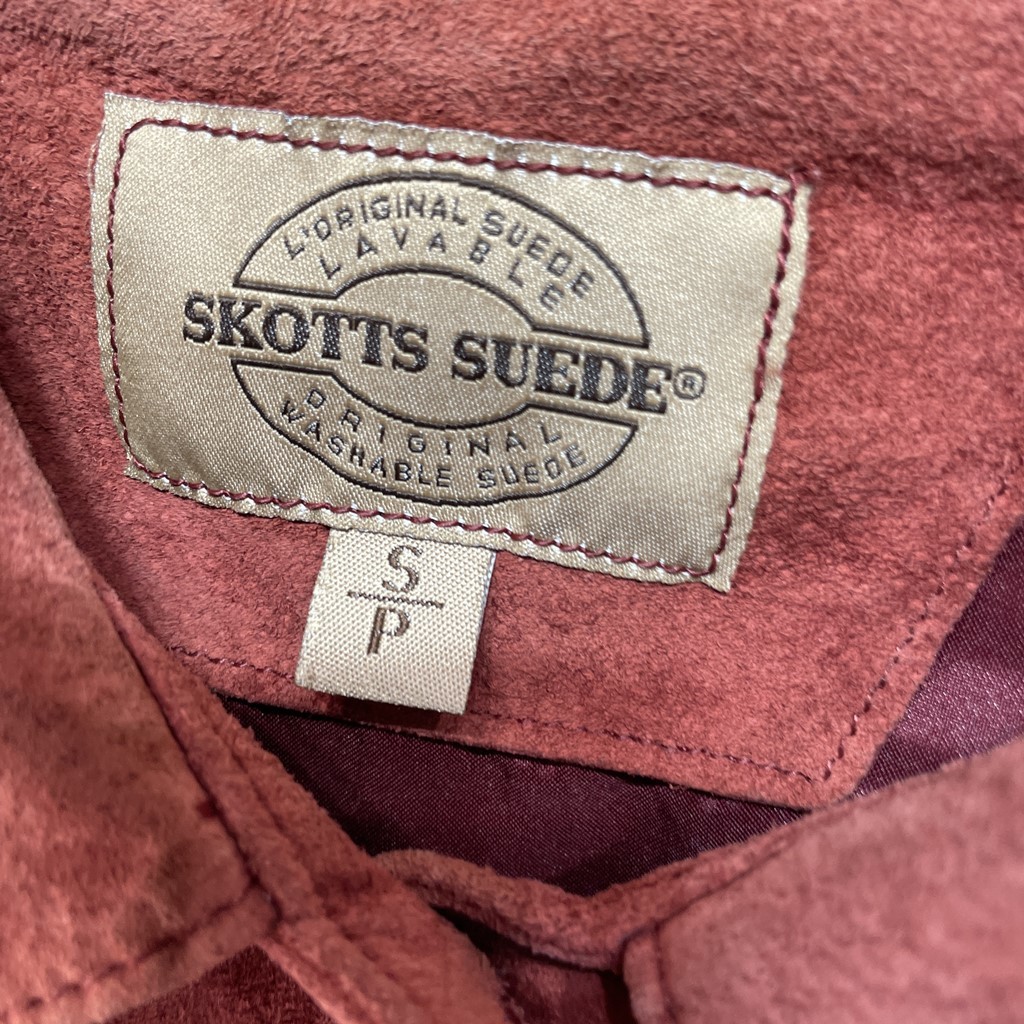 L'ORIGINAL SUEDE
LAVABLE
SKOTTS SUEDE®
ORIGINAL
WASHABLE SUEDE
S
P